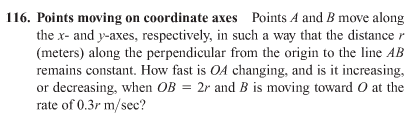 116. Points moving on coordinate axes Points A and B move along
the x- and y-axes, respectively, in such a way that the distance r
(meters) along the perpendicular from the origin to the line AB
remains constant. How fast is OA changing, and is it increasing,
or decreasing, when OB = 2r and B is moving toward O at the
rate of 0.3r m/sec?